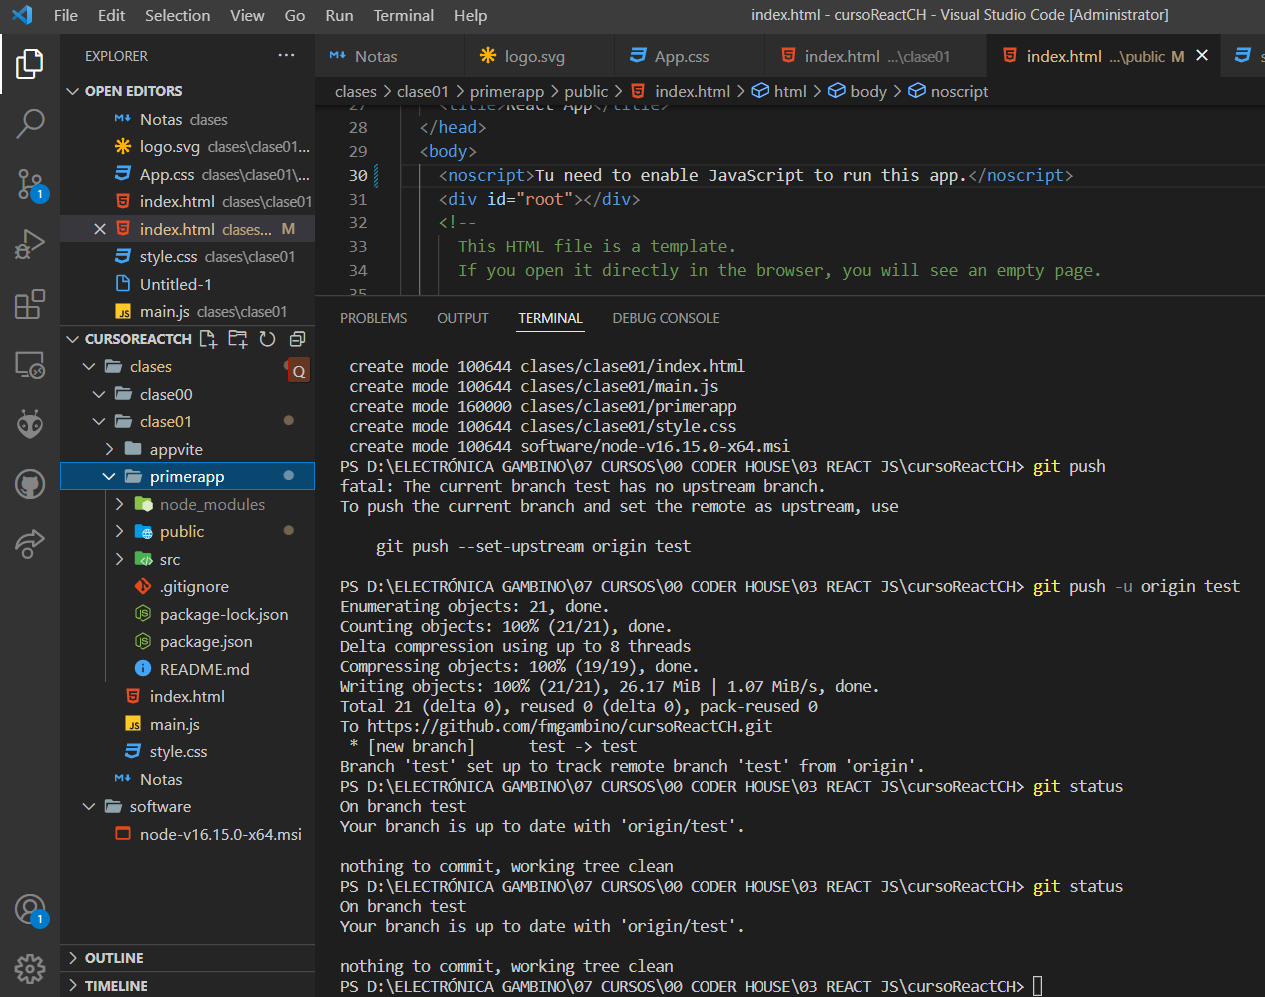 File Edit Selection View Go Run Terminal Help index.html - cursoReactCH - Visual Studio Code [Administrator]
EXPLORER
OPEN EDITORS
Notas clases
logo.svg clases\clase01...
App.css clases\clase01\...
index.html clases\clase01
index.html clases... M
style.css clases\clase01
Untitled-1
main.js clases\clase01
CURSOREACTCH
clases
Q
clase00
clase01
appvite
primerapp
node_modules
public
src
.gitignore
package-lock.json
package.json
README.md
index.html
main.js
style.css
Notas
software
node-v16.15.0-x64.msi
OUTLINE
TIMELINE
1
1
Notas logo.svg App.css index.html ...\clase01 index.html ...\public M
clases > clase01 > primerapp > public > index.html > html > body > noscript
27 <title>React App</title>
28 </head>
29 <body>
30 <noscript>Tu need to enable JavaScript to run this app.</noscript>
31 <div id="root"></div>
32 <!--
33 This HTML file is a template.
34 If you open it directly in the browser, you will see an empty page.
35
PROBLEMS OUTPUT TERMINAL DEBUG CONSOLE
create mode 100644 clases/clase01/index.html
create mode 100644 clases/clase01/main.js
create mode 160000 clases/clase01/primerapp
create mode 100644 clases/clase01/style.css
create mode 100644 software/node-v16.15.0-x64.msi
PS D:\ELECTRÓNICA GAMBINO\07 CURSOS\00 CODER HOUSE\03 REACT JS\cursoReactCH> git push
fatal: The current branch test has no upstream branch.
To push the current branch and set the remote as upstream, use
git push --set-upstream origin test
PS D:\ELECTRÓNICA GAMBINO\07 CURSOS\00 CODER HOUSE\03 REACT JS\cursoReactCH> git push -u origin test
Enumerating objects: 21, done.
Counting objects: 100% (21/21), done.
Delta compression using up to 8 threads
Compressing objects: 100% (19/19), done.
Writing objects: 100% (21/21), 26.17 MiB | 1.07 MiB/s, done.
Total 21 (delta 0), reused 0 (delta 0), pack-reused 0
To https://github.com/fmgambino/cursoReactCH.git
* [new branch] test -> test
Branch 'test' set up to track remote branch 'test' from 'origin'.
PS D:\ELECTRÓNICA GAMBINO\07 CURSOS\00 CODER HOUSE\03 REACT JS\cursoReactCH> git status
On branch test
Your branch is up to date with 'origin/test'.
nothing to commit, working tree clean
PS D:\ELECTRÓNICA GAMBINO\07 CURSOS\00 CODER HOUSE\03 REACT JS\cursoReactCH> git status
On branch test
Your branch is up to date with 'origin/test'.
nothing to commit, working tree clean
PS D:\ELECTRÓNICA GAMBINO\07 CURSOS\00 CODER HOUSE\03 REACT JS\cursoReactCH>